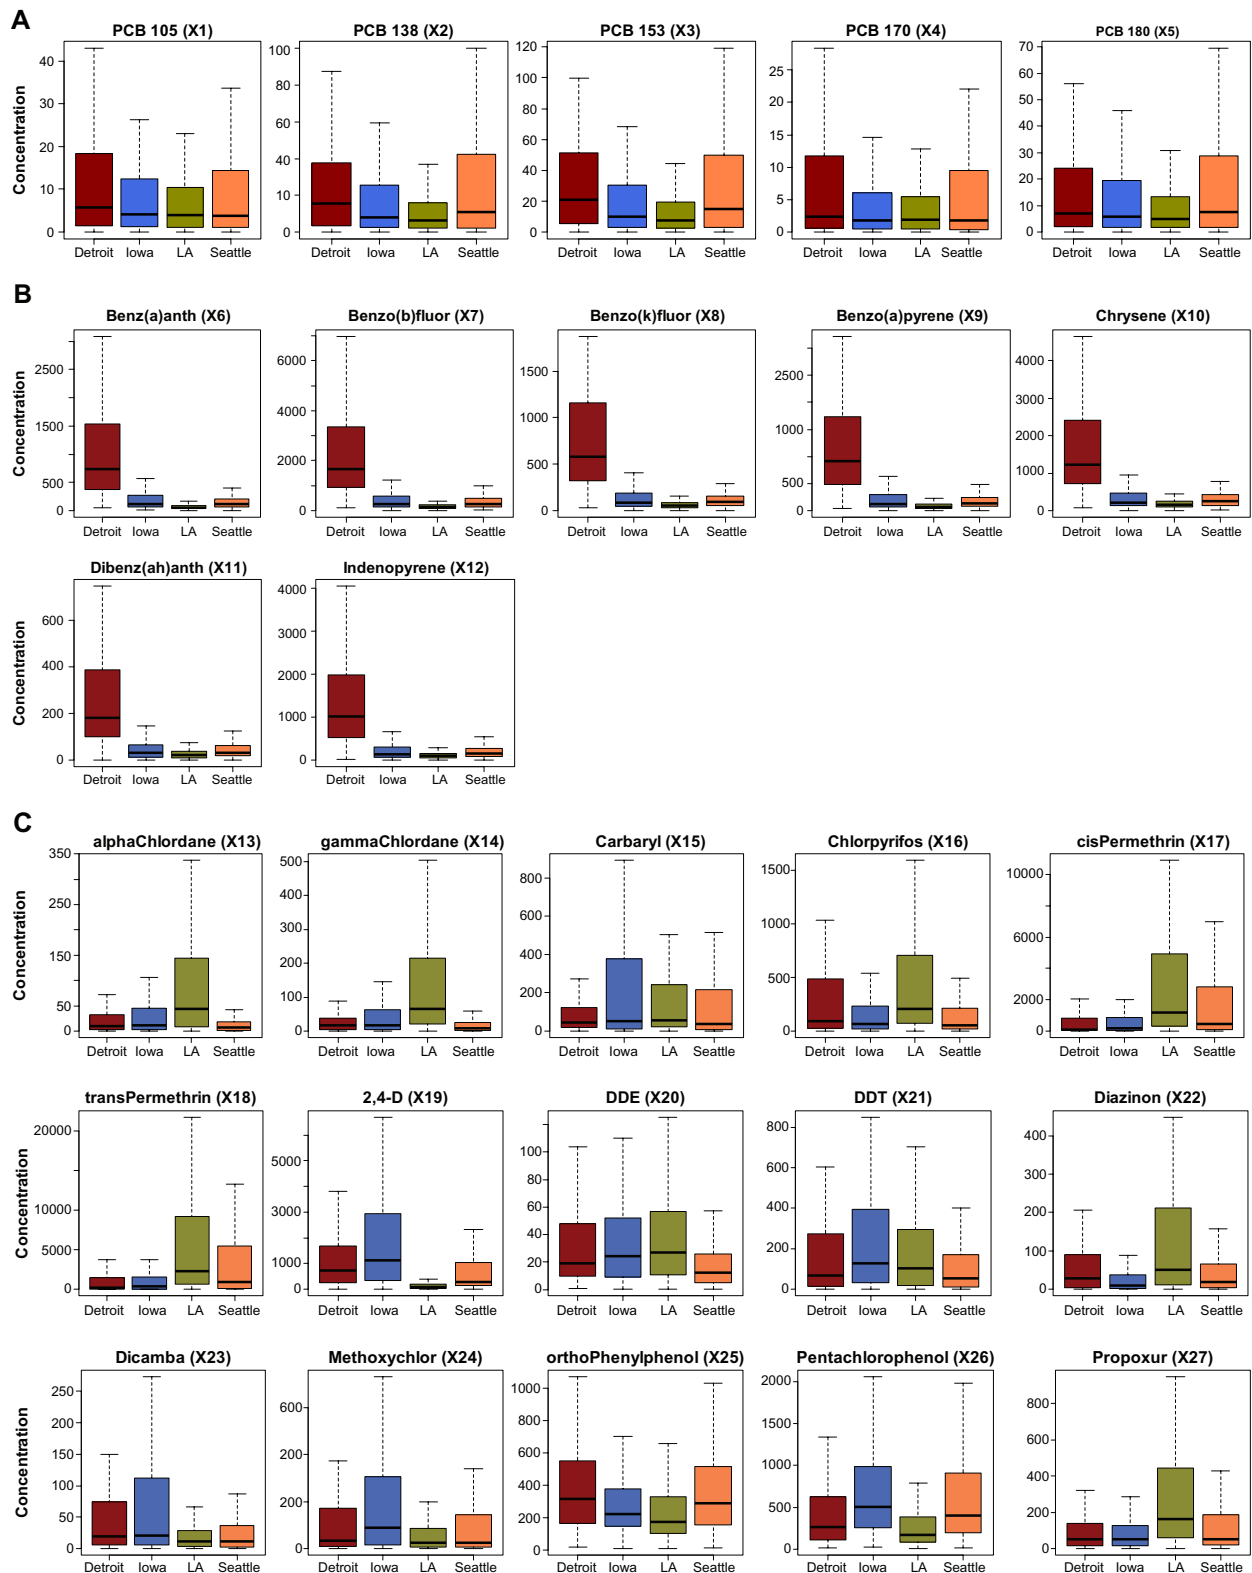 A
PCB 105 (X1) PCB 138 (X2) PCB 153 (X3) PCB 170 (X4) PCB 180 (X5)
Concentration
40 30 20 10 0
100 80 60 40 10 0
120 100 80 60 40 20 0
25 20 15 10 5 0
70 60 50 40 30 20 10 0
Detroit Iowa LA Seattle Detroit Iowa LA Seattle Detroit Iowa LA Seattle Detroit Iowa LA Seattle Detroit Iowa LA Seattle
B
Benz(a)anth (X6) Benzo(b)fluor (X7) Benzo(k)fluor (X8) Benzo(a)pyrene (X9) Chrysene (X10)
Concentration
2500 1500 500 0
6000 4000 2000 0
1500 1000 500 0
2500 1000 500 0
4000 3000 2000 1000 0
Detroit Iowa LA Seattle Detroit Iowa LA Seattle Detroit Iowa LA Seattle Detroit Iowa LA Seattle Detroit Iowa LA Seattle
Dibenz(ah)anth (X11) Indenopyrene (X12)
Concentration
600 400 200 0
4000 3000 2000 1000 0
Detroit Iowa LA Seattle Detroit Iowa LA Seattle
C
alphaChlordane (X13) gammaChlordane (X14) Carbaryl (X15) Chlorpyrifos (X16) cisPermethrin (X17)
Concentration
350 250 150 50 0
500 400 300 200 100 0
800 600 400 200 0
1500 1000 500 0
10000 6000 2000 0
Detroit Iowa LA Seattle Detroit Iowa LA Seattle Detroit Iowa LA Seattle Detroit Iowa LA Seattle Detroit Iowa LA Seattle
transPermethrin (X18) 2,4-D (X19) DDE (X20) DDT (X21) Diazinon (X22)
Concentration
20000 10000 5000 0
5000 3000 1000 0
100 80 60 40 20 0
800 600 400 200 0
400 300 200 100 0
Detroit Iowa LA Seattle Detroit Iowa LA Seattle Detroit Iowa LA Seattle Detroit Iowa LA Seattle Detroit Iowa LA Seattle
Dicamba (X23) Methoxychlor (X24) orthoPhenylphenol (X25) Pentachlorophenol (X26) Propoxur (X27)
Concentration
250 200 150 100 50 0
600 200 200 0
1000 800 600 400 200 0
2000 1500 1000 500 0
800 600 400 200 0
Detroit Iowa LA Seattle Detroit Iowa LA Seattle Detroit Iowa LA Seattle Detroit Iowa LA Seattle Detroit Iowa LA Seattle